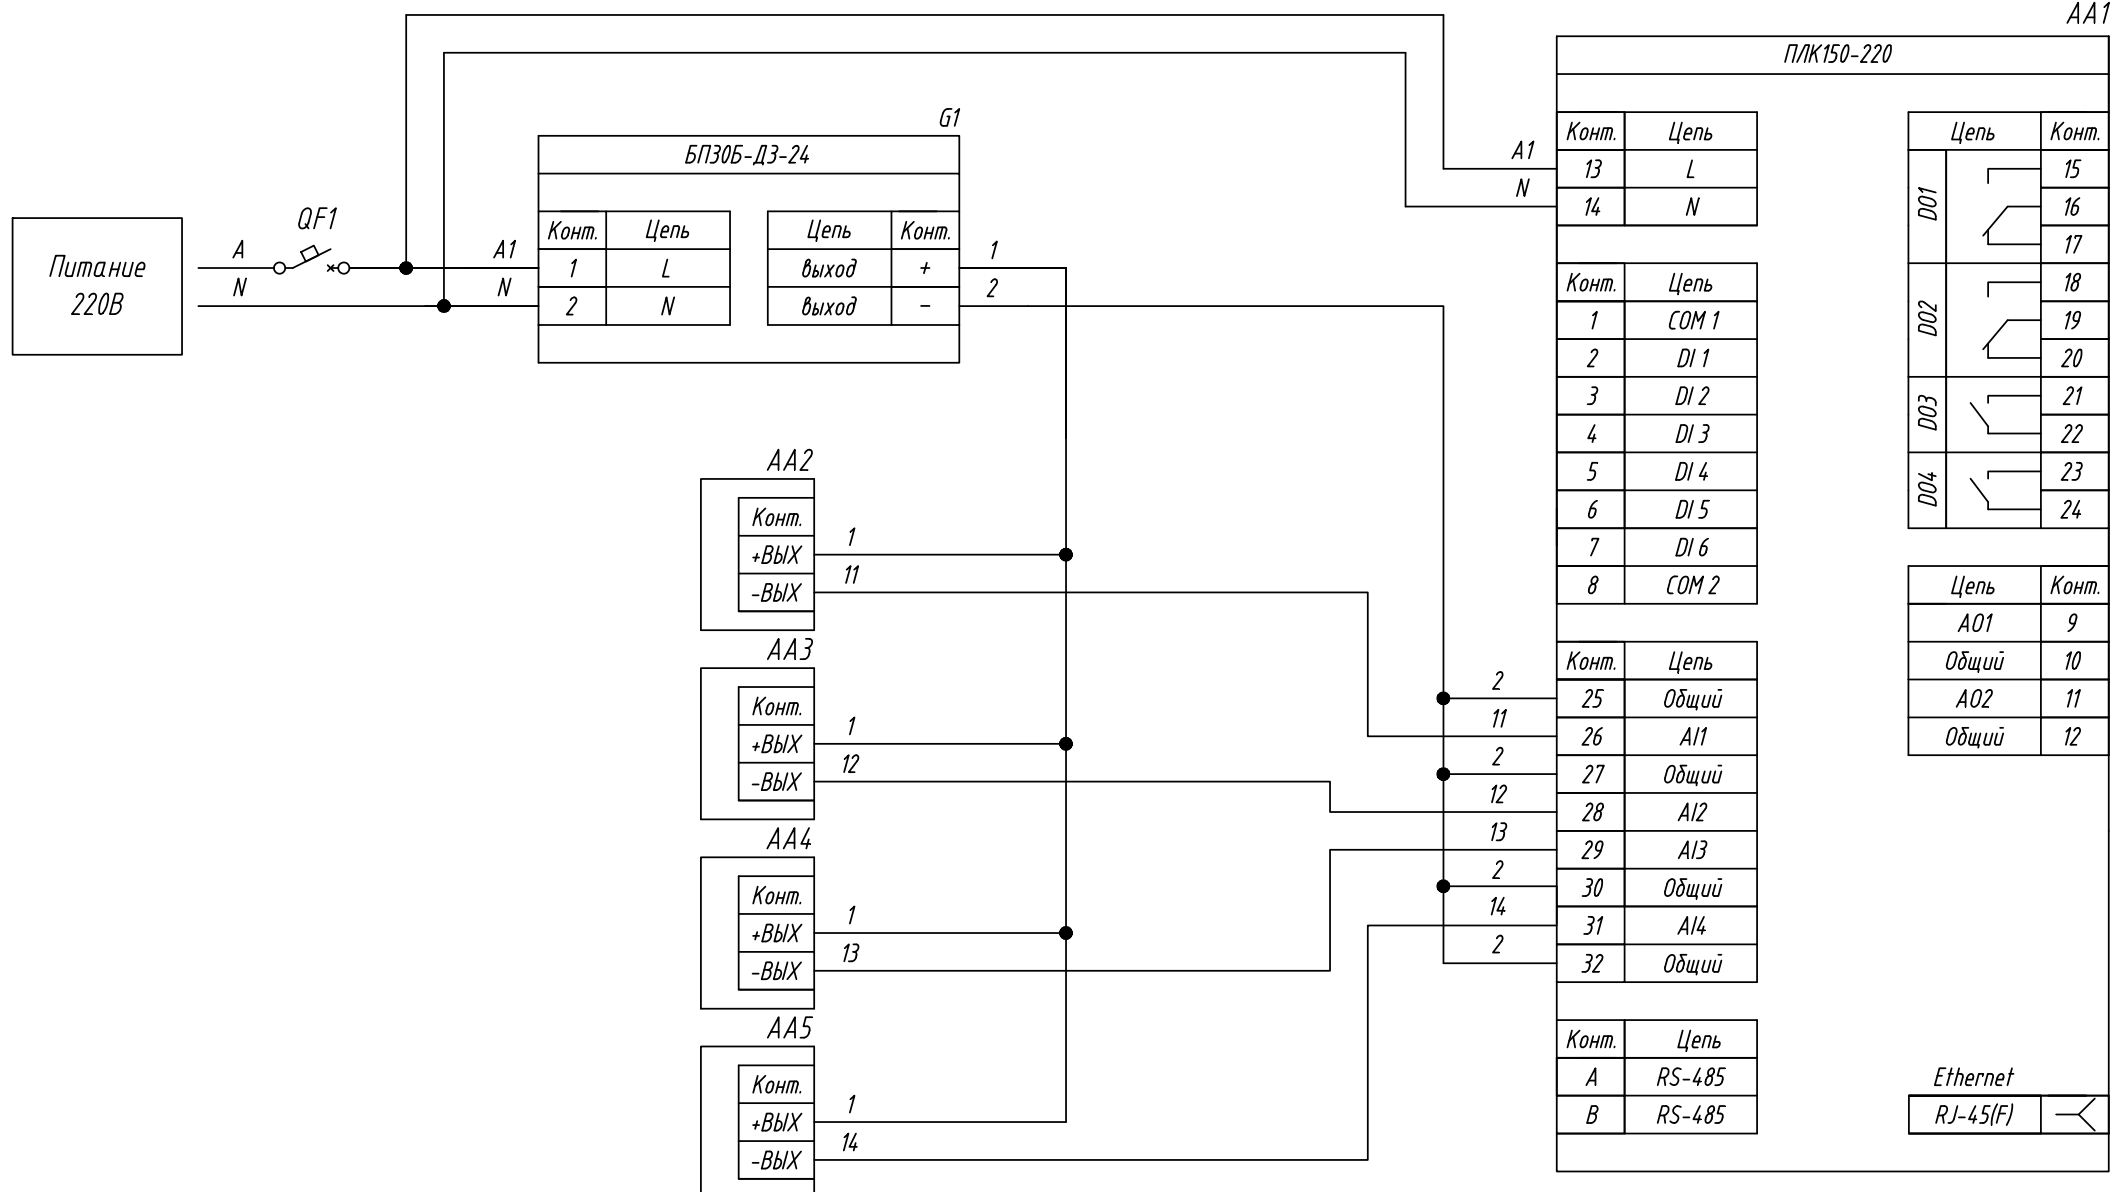 AA1
ПЛК150-220
G1
БП30Б-Д3-24
Питание
220В
QF1
A
N
A1
N
Конт. Цепь
1 L
2 N
Цепь Конт.
выход +
выход −
1
2
A1
N
Конт. Цепь
13 L
14 N
Конт. Цепь
1 COM 1
2 DI 1
3 DI 2
4 DI 3
5 DI 4
6 DI 5
7 DI 6
8 COM 2
Цепь Конт.
DO1
15
16
17
DO2
18
19
20
DO3
21
22
DO4
23
24
Цепь Конт.
AO1 9
Общий 10
AO2 11
Общий 12
AA2
Конт.
+ВЫХ 1
-ВЫХ 11
AA3
Конт.
+ВЫХ 1
-ВЫХ 12
AA4
Конт.
+ВЫХ 1
-ВЫХ 13
AA5
Конт.
+ВЫХ 1
-ВЫХ 14
Конт. Цепь
2 25 Общий
11 26 AI1
2 27 Общий
12 28 AI2
13 29 AI3
2 30 Общий
14 31 AI4
2 32 Общий
Конт. Цепь
A RS-485
B RS-485
Ethernet
RJ-45(F)